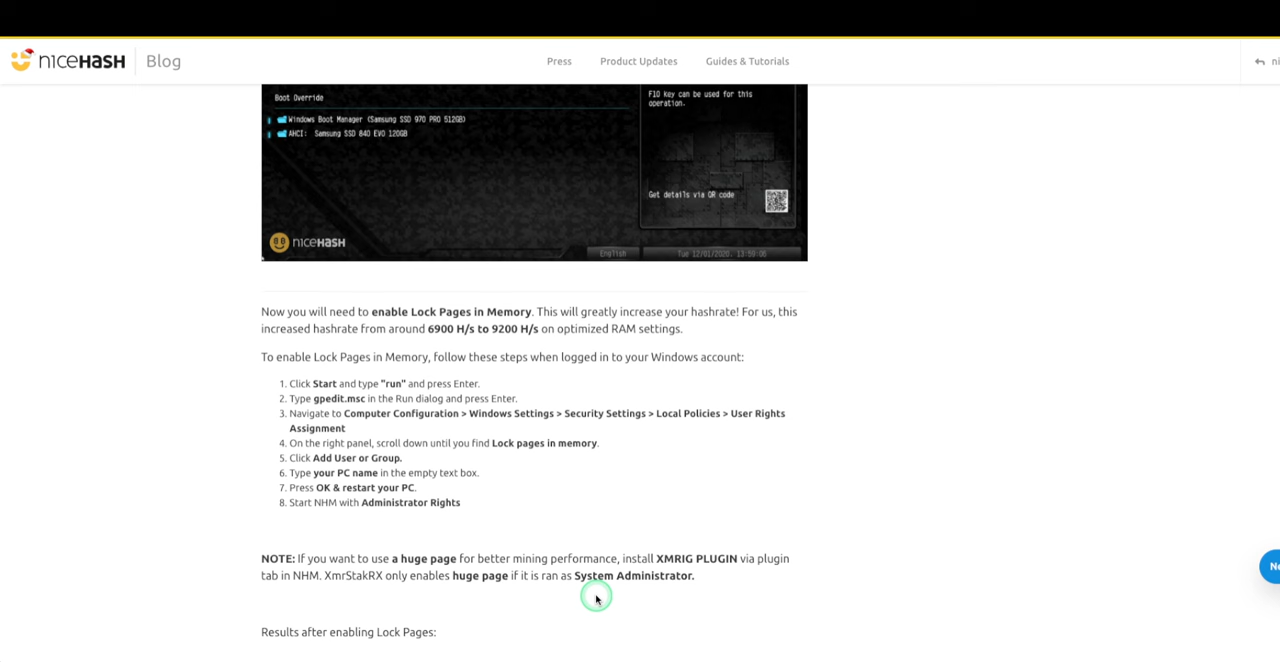 nicehash Blog Press Product Updates Guides & Tutorials ni
Boot Override
Windows Boot Manager (Samsung SSD 970 PRO 512GB)
AHCI: Samsung SSD 840 EVO 120GB
F10 key can be used for this
operation.
Get details via QR code
nicehash
English Tue 12/01/2020, 13:59:06
Now you will need to enable Lock Pages in Memory. This will greatly increase your hashrate! For us, this
increased hashrate from around 6900 H/s to 9200 H/s on optimized RAM settings.
To enable Lock Pages in Memory, follow these steps when logged in to your Windows account:
1. Click Start and type "run" and press Enter.
2. Type gpedit.msc in the Run dialog and press Enter.
3. Navigate to Computer Configuration > Windows Settings > Security Settings > Local Policies > User Rights
Assignment
4. On the right panel, scroll down until you find Lock pages in memory.
5. Click Add User or Group.
6. Type your PC name in the empty text box.
7. Press OK & restart your PC.
8. Start NHM with Administrator Rights
NOTE: If you want to use a huge page for better mining performance, install XMRIG PLUGIN via plugin
tab in NHM. XmrStakRX only enables huge page if it is ran as System Administrator.
Ne
Results after enabling Lock Pages: